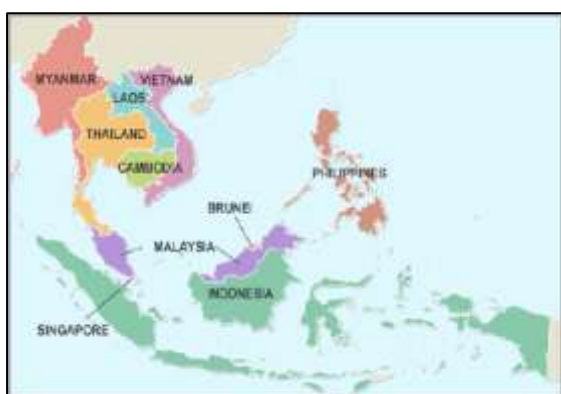 MYANMAR
VIETNAM
LAOS
THAILAND
CAMBODIA
PHILIPPINES
BRUNEI
MALAYSIA
INDONESIA
SINGAPORE